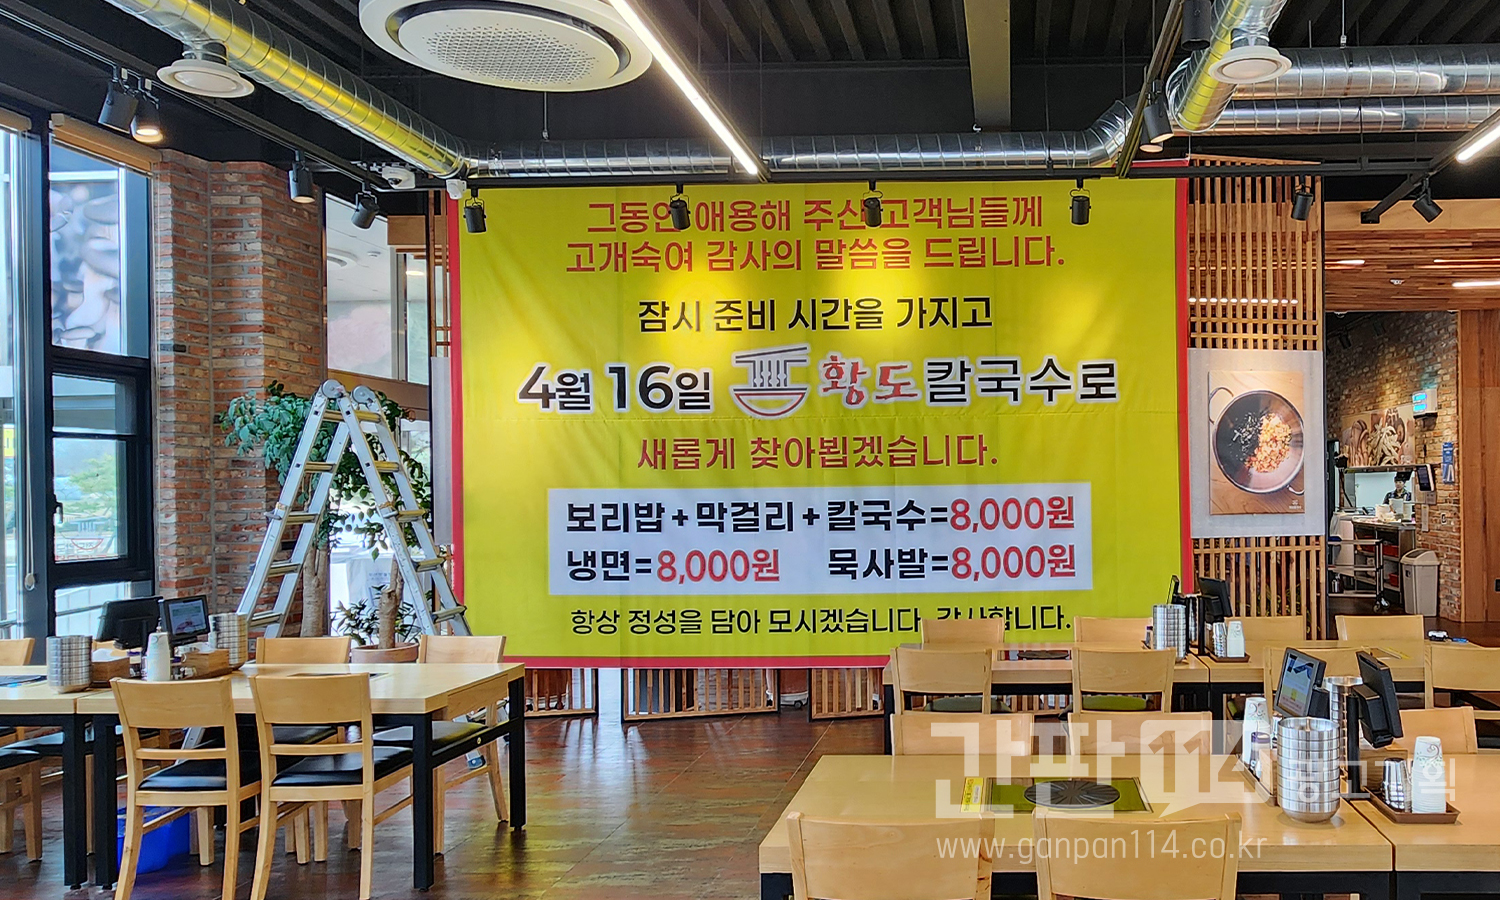 그동안 애용해 주신 고객님들께
고개숙여 감사의 말씀을 드립니다.
잠시 준비 시간을 가지고
4월 16일 황도칼국수로
새롭게 찾아뵙겠습니다.
보리밥+막걸리+칼국수=8,000원
냉면=8,000원 묵사발=8,000원
항상 정성을 담아 모시겠습니다. 감사합니다.
간판114 광고기획
www.ganpan114.co.kr